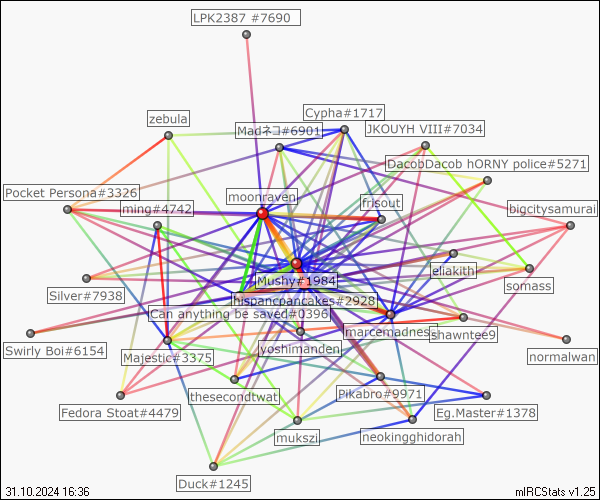 LPK2387 #7690
zebula
Cypha#1717
Madネコ#6901
JKOUYH VIII#7034
DacobDacob hORNY police#5271
Pocket Persona#3326
moonraven
frisout
ming#4742
bigcitysamurai
eliakith
Mushy#1984
somass
Silver#7938
hispancpancakes#2928
Can anything be saved#0396
marcemadness
shawntee9
Swirly Boi#6154
Majestic#3375
yoshimanden
normalwan
thesecondtwat
Pikabro#9971
Fedora Stoat#4479
Eg.Master#1378
mukszi
neokingghidorah
Duck#1245
31.10.2024 16:36
mIRCStats v1.25